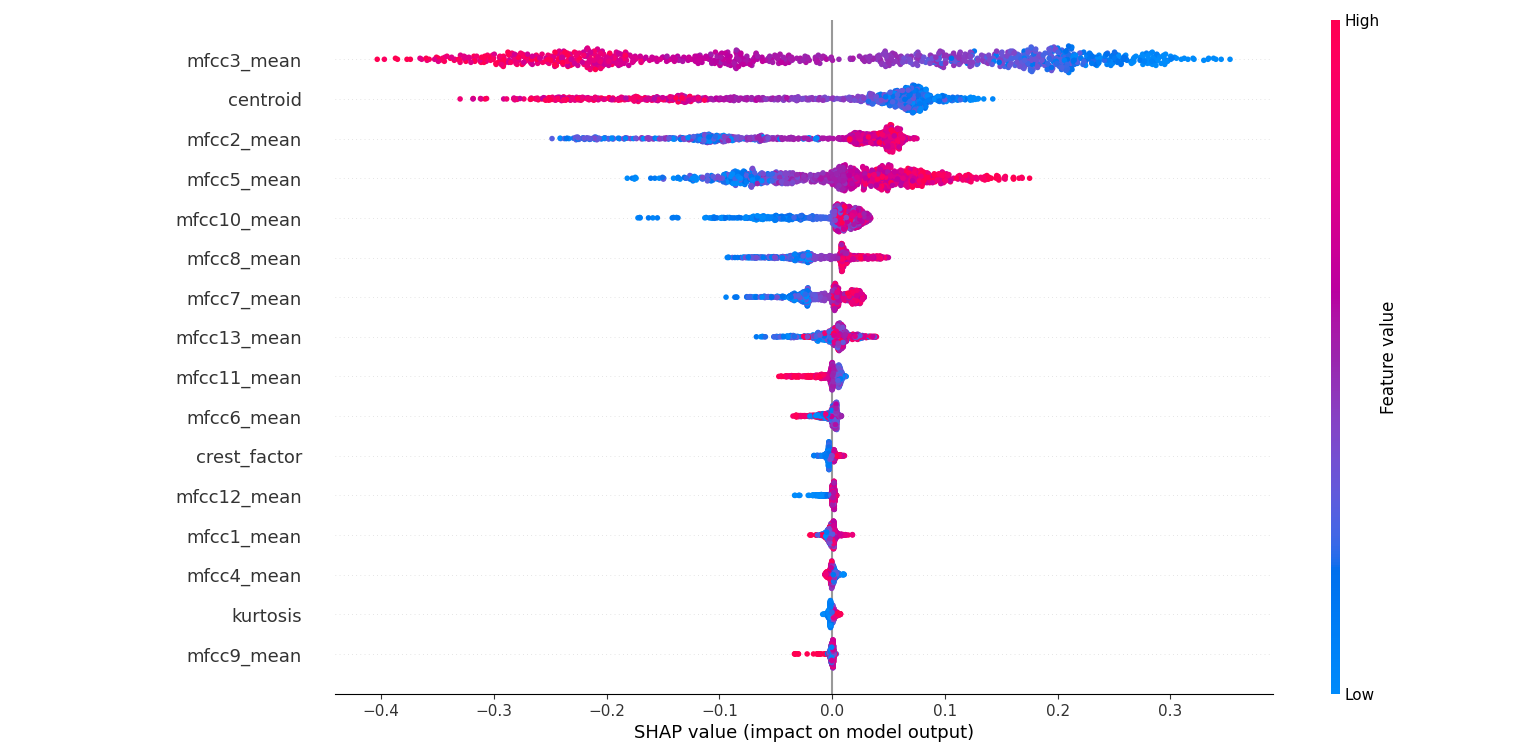 mfcc3_mean
centroid
mfcc2_mean
mfcc5_mean
mfcc10_mean
mfcc8_mean
mfcc7_mean
mfcc13_mean
mfcc11_mean
mfcc6_mean
crest_factor
mfcc12_mean
mfcc1_mean
mfcc4_mean
kurtosis
mfcc9_mean
−0.4 −0.3 −0.2 −0.1 0.0 0.1 0.2 0.3
SHAP value (impact on model output)
High
Feature value
Low